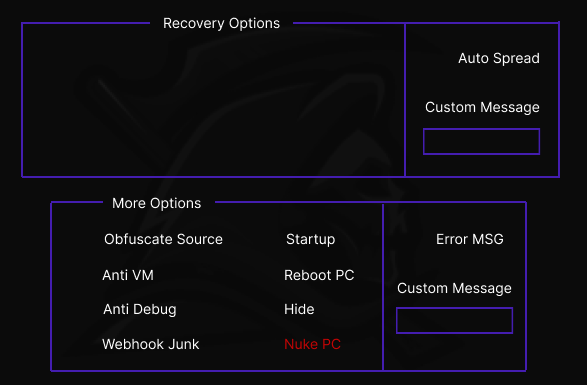 Recovery Options
Auto Spread
Custom Message
More Options
Obfuscate Source
Startup
Error MSG
Anti VM
Reboot PC
Custom Message
Anti Debug
Hide
Webhook Junk
Nuke PC